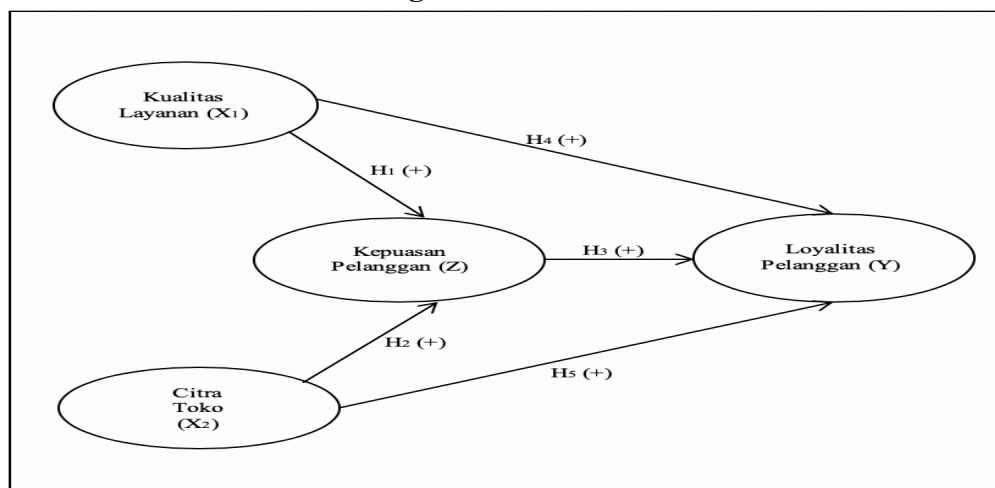 Kualitas
Layanan (X1)
H4 (+)
H1 (+)
Kepuasan
Pelanggan (Z)
H3 (+)
Loyalitas
Pelanggan (Y)
H2 (+)
H5 (+)
Citra
Toko
(X2)